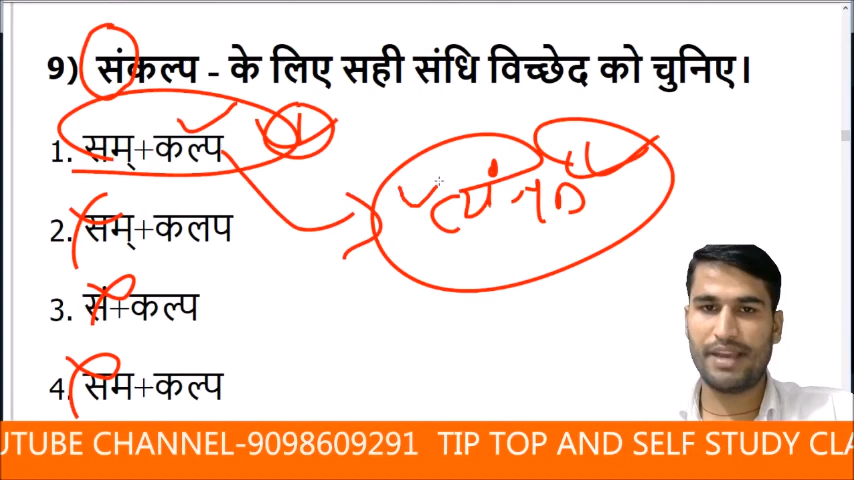 9) संकल्प - के लिए सही संधि विच्छेद को चुनिए।
1. सम्+कल्प
2. सम्+कलप
3. सं+कल्प
4. सम+कल्प
UTUBE CHANNEL-9098609291 TIP TOP AND SELF STUDY CLA